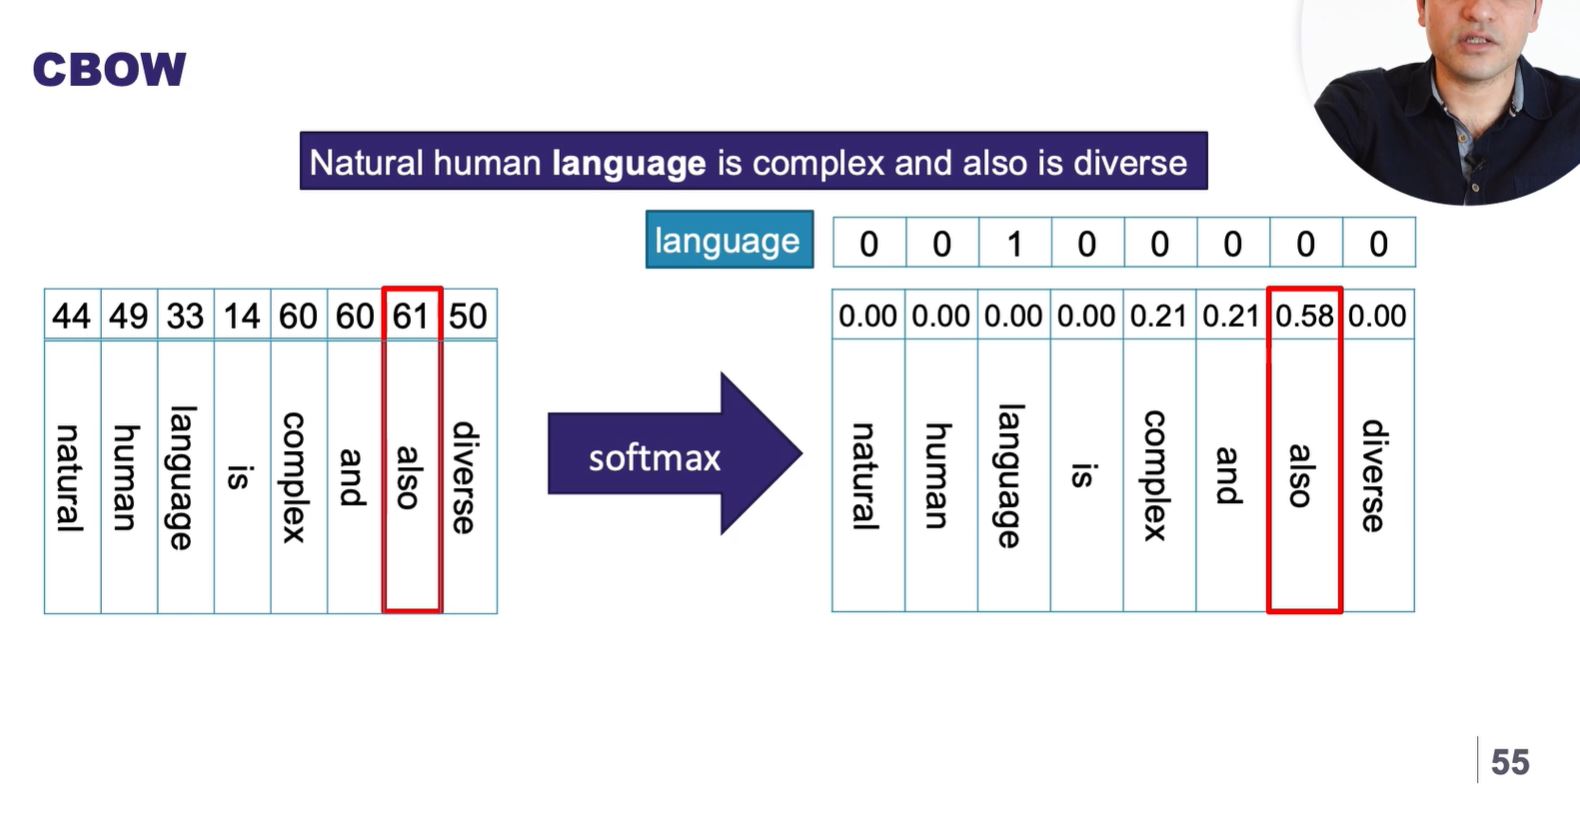 CBOW
Natural human language is complex and also is diverse
language 0 0 1 0 0 0 0 0
44 49 33 14 60 60 61 50
natural human language is complex and also diverse
softmax
0.00 0.00 0.00 0.00 0.21 0.21 0.58 0.00
natural human language is complex and also diverse
55